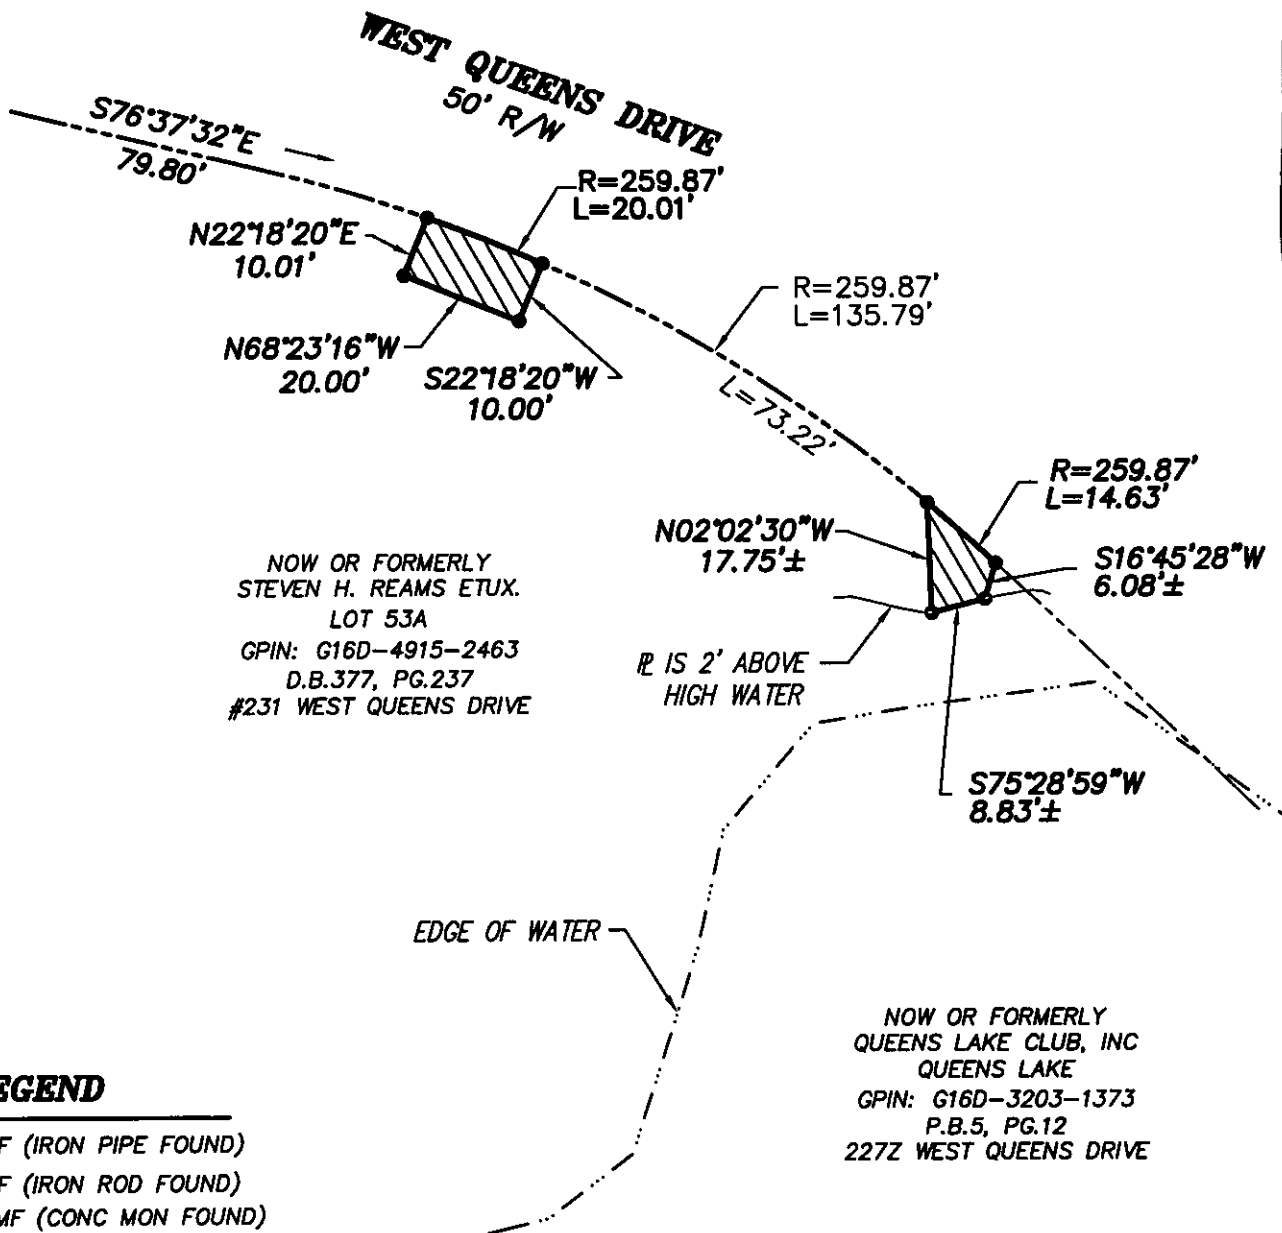 WEST QUEENS DRIVE
50' R/W
S76°37'32"E
79.80'
R=259.87'
L=20.01'
N22°18'20"E
10.01'
N68°23'16"W
20.00'
S22°18'20"W
10.00'
R=259.87'
L=135.79'
L=73.22'
R=259.87'
L=14.63'
N02°02'30"W
17.75'±
S16°45'28"W
6.08'±
NOW OR FORMERLY
STEVEN H. REAMS ETUX.
LOT 53A
GPIN: G16D-4915-2463
D.B.377, PG.237
#231 WEST QUEENS DRIVE
℄ IS 2' ABOVE
HIGH WATER
S75°28'59"W
8.83'±
EDGE OF WATER
NOW OR FORMERLY
QUEENS LAKE CLUB, INC
QUEENS LAKE
GPIN: G16D-3203-1373
P.B.5, PG.12
227Z WEST QUEENS DRIVE
EGEND
F (IRON PIPE FOUND)
F (IRON ROD FOUND)
MF (CONC MON FOUND)